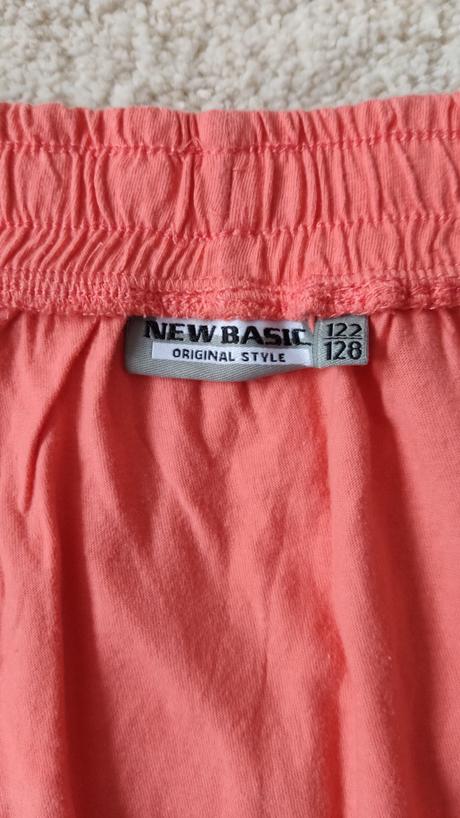 NEW BASIC
ORIGINAL STYLE
122
128